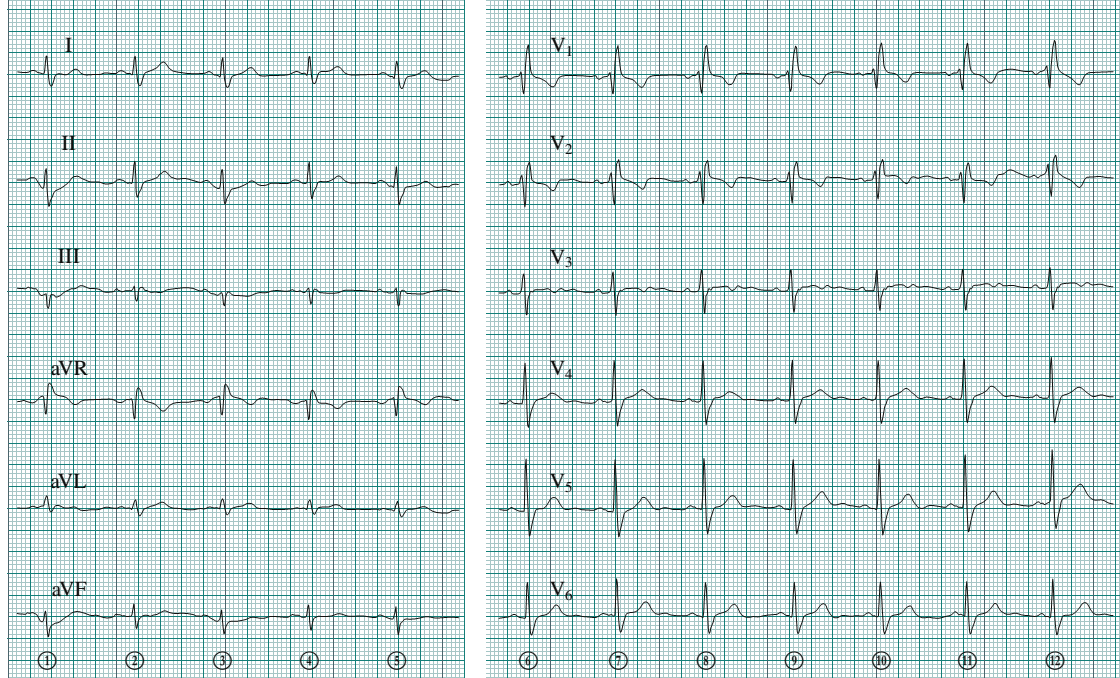 I
II
III
aVR
aVL
aVF
① ② ③ ④ ⑤
V₁
V₂
V₃
V₄
V₅
V₆
⑥ ⑦ ⑧ ⑨ ⑩ ⑪ ⑫